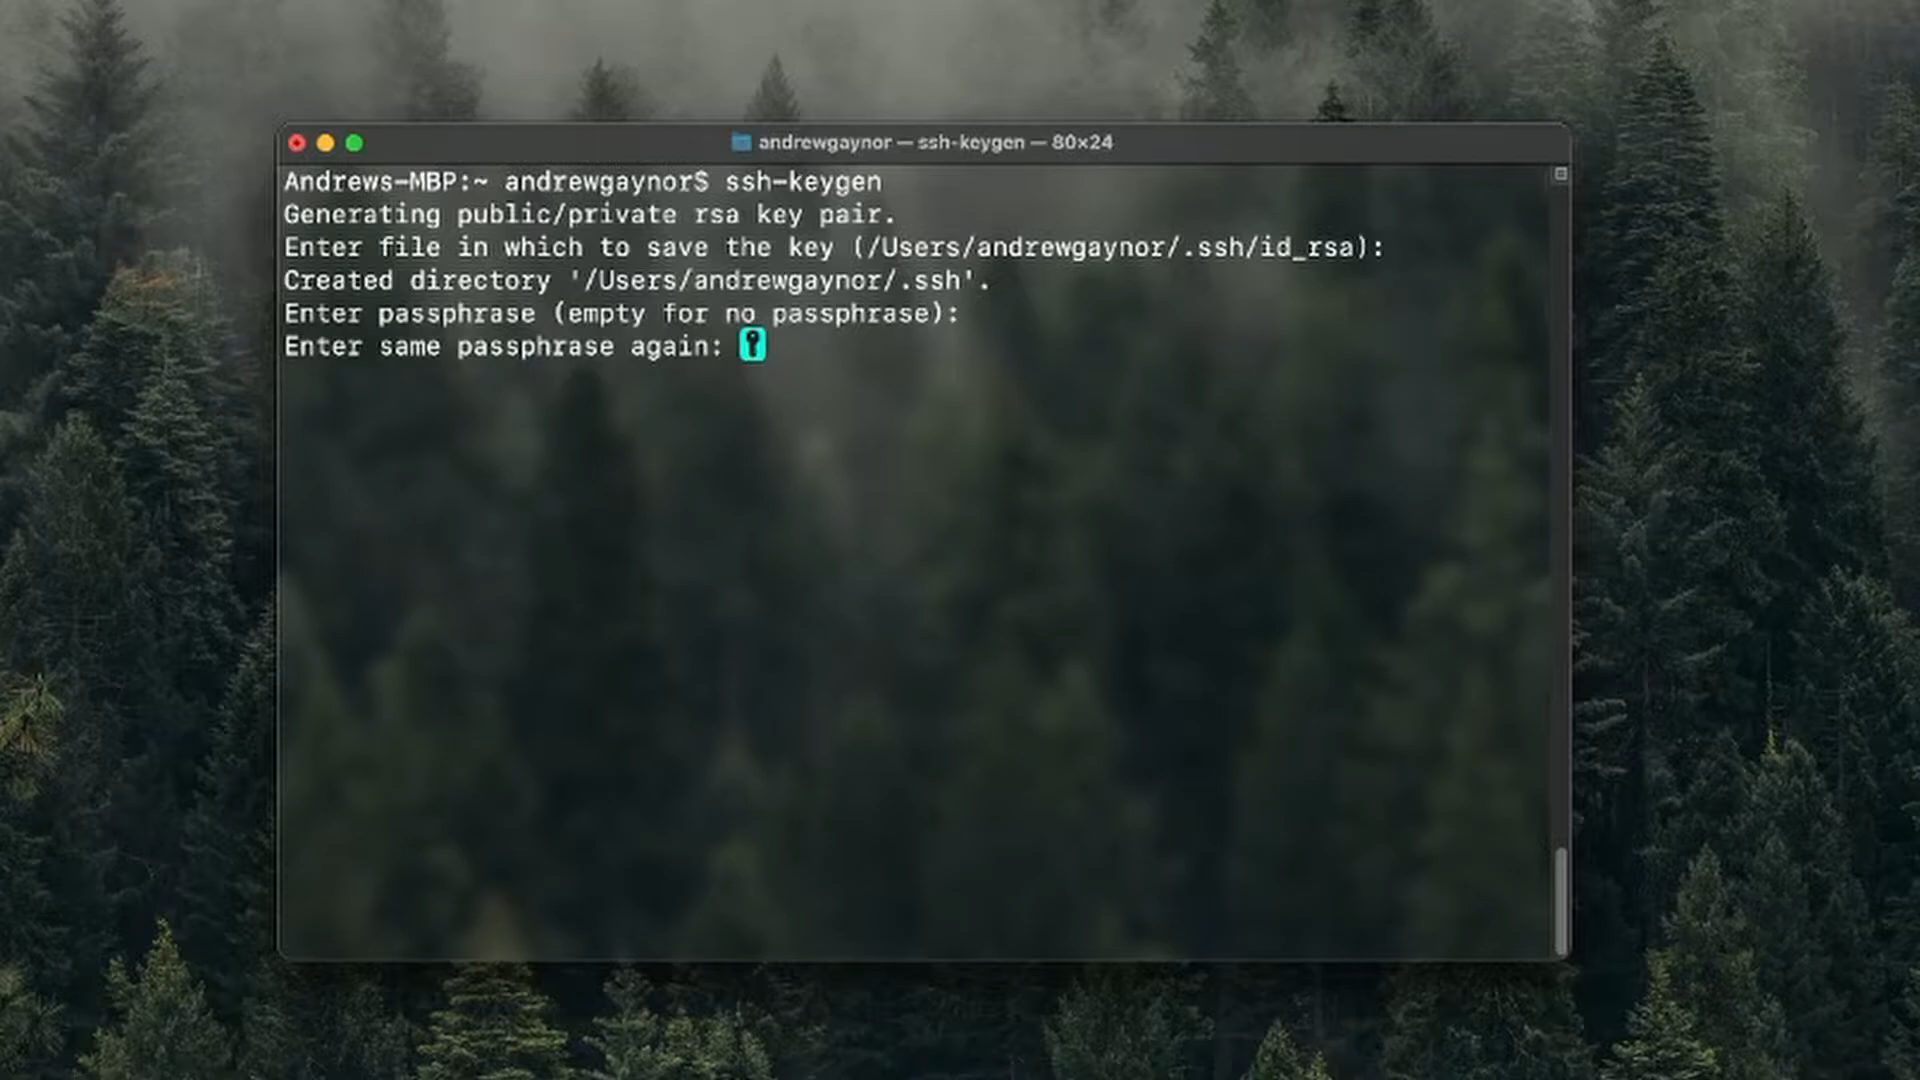 andrewgaynor — ssh-keygen — 80×24
Andrews-MBP:~ andrewgaynor$ ssh-keygen
Generating public/private rsa key pair.
Enter file in which to save the key (/Users/andrewgaynor/.ssh/id_rsa):
Created directory '/Users/andrewgaynor/.ssh'.
Enter passphrase (empty for no passphrase):
Enter same passphrase again: